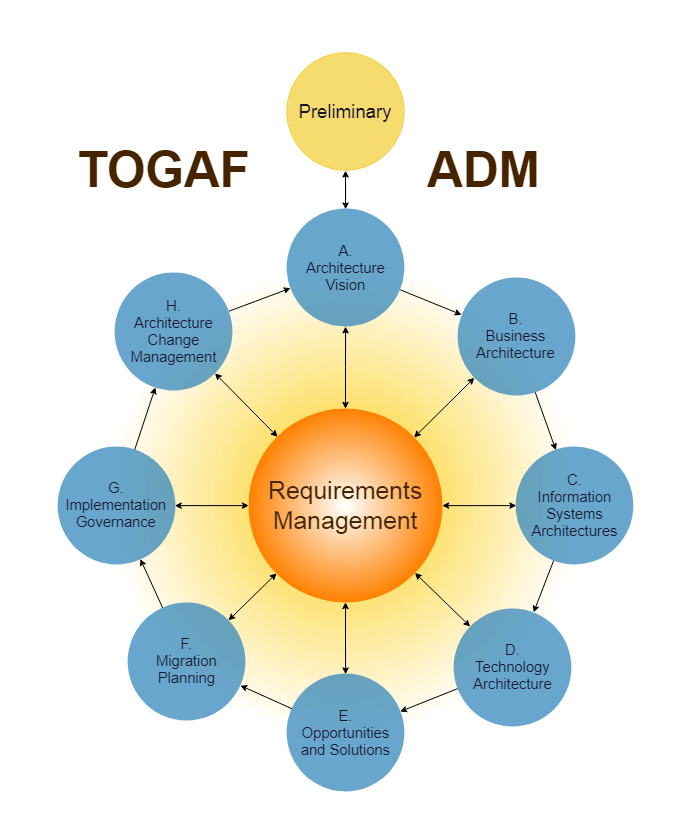 Preliminary
TOGAF
ADM
A.
Architecture
Vision
B.
Business
Architecture
C.
Information
Systems
Architectures
D.
Technology
Architecture
E.
Opportunities
and Solutions
F.
Migration
Planning
G.
Implementation
Governance
H.
Architecture
Change
Management
Requirements
Management